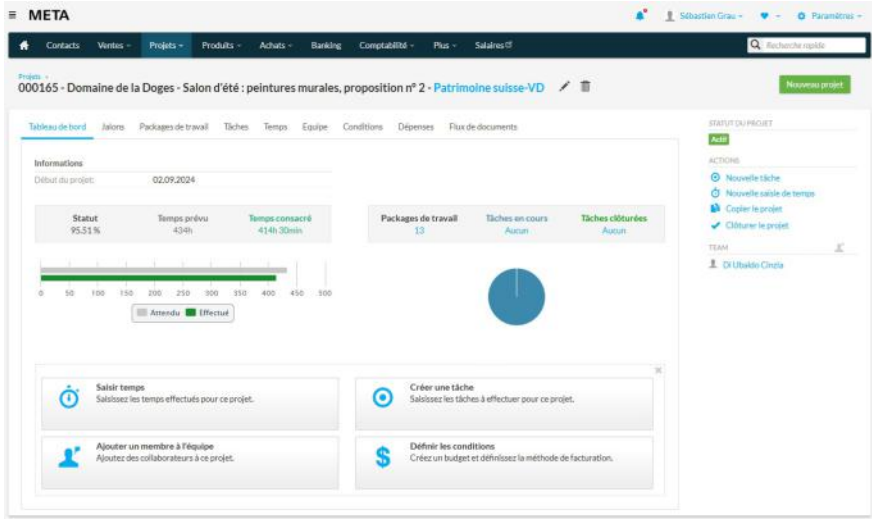 META
Sébastien Grau
Paramètres
Contacts Ventes Projets Produits Achats Banking Comptabilité Plus Salaires Recherche rapide
Projets
000165 - Domaine de la Doges - Salon d'été : peintures murales, proposition n° 2 - Patrimoine suisse-VD
Nouveau projet
Tableau de bord Jalons Packages de travail Tâches Temps Equipe Conditions Dépenses Flux de documents
Informations
Début du projet: 02.09.2024
Statut Temps prévu Temps consacré
95.51% 434h 414h 30min
Packages de travail Tâches en cours Tâches clôturées
13 Aucun Aucun
0 50 100 150 200 250 300 350 400 450 500
Attendu Effectué
Saisir temps
Saisissez les temps effectués pour ce projet.
Créer une tâche
Saisissez les tâches à effectuer pour ce projet.
Ajouter un membre à l'équipe
Ajoutez des collaborateurs à ce projet.
Définir les conditions
Créez un budget et définissez la méthode de facturation.
STATUT DU PROJET
Actif
ACTIONS
Nouvelle tâche
Nouvelle saisie de temps
Copier le projet
Clôturer le projet
TEAM
Di Ubaldo Cinzia